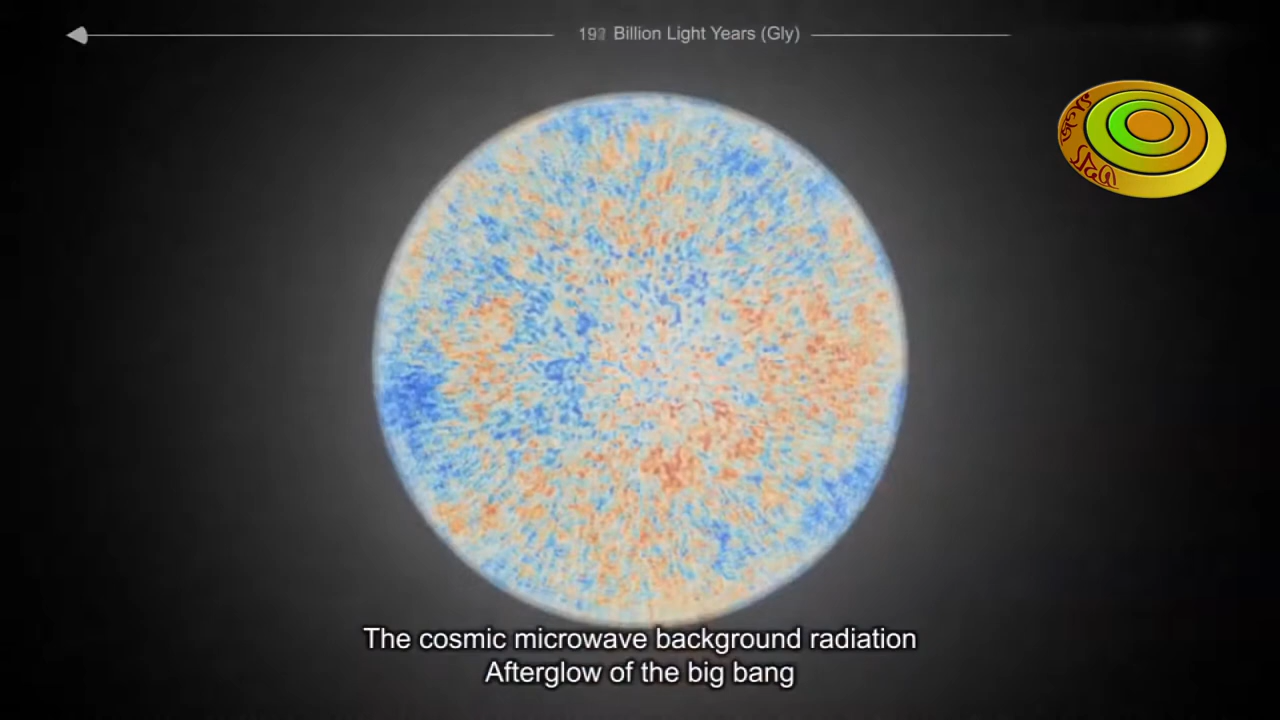 Billion Light Years (Gly)
The cosmic microwave background radiation
Afterglow of the big bang